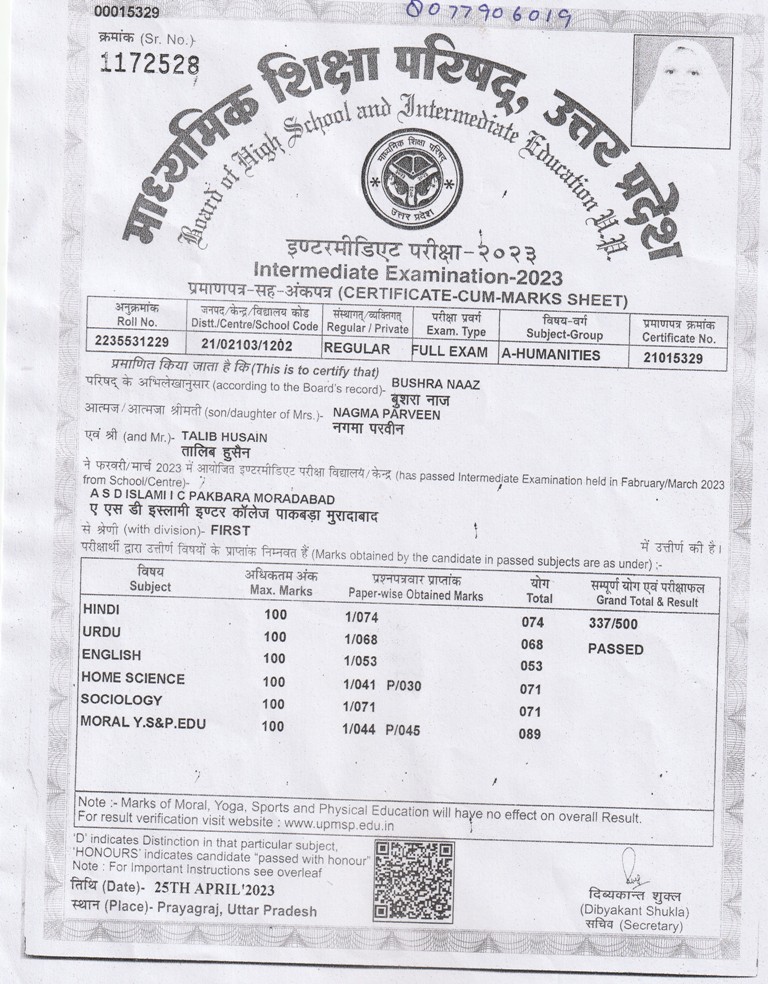 00015329
8077906019
क्रमांक (Sr. No.)
1172528
माध्यमिक शिक्षा परिषद्, उत्तर प्रदेश
Board of High School and Intermediate Education U.P.
माध्यमिक शिक्षा परिषद
उत्तर प्रदेश
इण्टरमीडिएट परीक्षा-२०२३
Intermediate Examination-2023
प्रमाणपत्र-सह-अंकपत्र (CERTIFICATE-CUM-MARKS SHEET)
अनुक्रमांक जनपद/केन्द्र/विद्यालय कोड संस्थागत/व्यक्तिगत परीक्षा प्रवर्ग विषय-वर्ग प्रमाणपत्र क्रमांक
Roll No. Distt./Centre/School Code Regular / Private Exam. Type Subject-Group Certificate No.
2235531229 21/02103/1202 REGULAR FULL EXAM A-HUMANITIES 21015329
प्रमाणित किया जाता है कि (This is to certify that)
परिषद् के अभिलेखानुसार (according to the Board's record)- BUSHRA NAAZ
बुशरा नाज
आत्मज/आत्मजा श्रीमती (son/daughter of Mrs.)- NAGMA PARVEEN
नगमा परवीन
एवं श्री (and Mr.)- TALIB HUSAIN
तालिब हुसैन
ने फरवरी/मार्च 2023 में आयोजित इण्टरमीडिएट परीक्षा विद्यालय/केन्द्र (has passed Intermediate Examination held in Fabruary/March 2023
from School/Centre)-
A S D ISLAMI I C PAKBARA MORADABAD
ए एस डी इस्लामी इण्टर कॉलेज पाकबड़ा मुरादाबाद
से श्रेणी (with division)- FIRST में उत्तीर्ण की है।
परीक्षार्थी द्वारा उत्तीर्ण विषयों के प्राप्तांक निम्नवत हैं (Marks obtained by the candidate in passed subjects are as under) :-
विषय अधिकतम अंक प्रश्नपत्रवार प्राप्तांक योग सम्पूर्ण योग एवं परीक्षाफल
Subject Max. Marks Paper-wise Obtained Marks Total Grand Total & Result
HINDI 100 1/074 074 337/500
URDU 100 1/068 068 PASSED
ENGLISH 100 1/053 053
HOME SCIENCE 100 1/041 P/030 071
SOCIOLOGY 100 1/071 071
MORAL Y.S&P.EDU 100 1/044 P/045 089
Note :- Marks of Moral, Yoga, Sports and Physical Education will have no effect on overall Result.
For result verification visit website : www.upmsp.edu.in
'D' indicates Distinction in that particular subject,
'HONOURS' indicates candidate "passed with honour"
Note : For Important Instructions see overleaf
तिथि (Date)- 25TH APRIL'2023
स्थान (Place)- Prayagraj, Uttar Pradesh
दिव्यकान्त शुक्ल
(Dibyakant Shukla)
सचिव (Secretary)